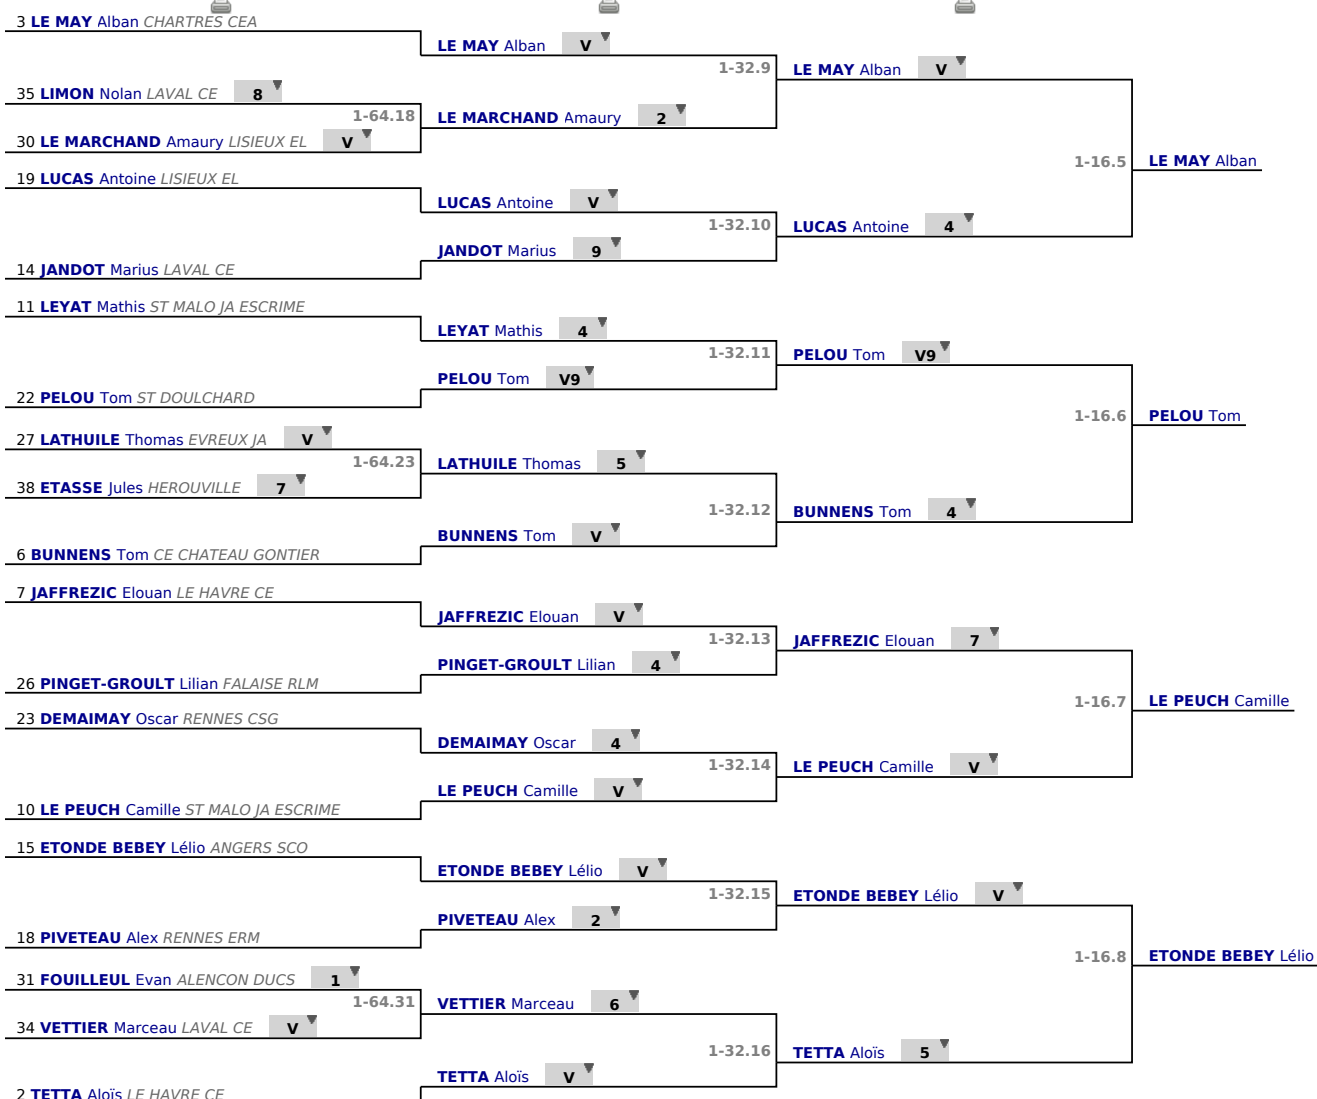 3 LE MAY Alban CHARTRES CEA
LE MAY Alban V
1-32.9
LE MAY Alban V
35 LIMON Nolan LAVAL CE 8
1-64.18
LE MARCHAND Amaury 2
30 LE MARCHAND Amaury LISIEUX EL V
1-16.5
LE MAY Alban
19 LUCAS Antoine LISIEUX EL
LUCAS Antoine V
1-32.10
LUCAS Antoine 4
JANDOT Marius 9
14 JANDOT Marius LAVAL CE
11 LEYAT Mathis ST MALO JA ESCRIME
LEYAT Mathis 4
1-32.11
PELOU Tom V9
PELOU Tom V9
22 PELOU Tom ST DOULCHARD
1-16.6
PELOU Tom
27 LATHUILE Thomas EVREUX JA V
1-64.23
LATHUILE Thomas 5
38 ETASSE Jules HEROUVILLE 7
1-32.12
BUNNENS Tom 4
BUNNENS Tom V
6 BUNNENS Tom CE CHATEAU GONTIER
7 JAFFREZIC Elouan LE HAVRE CE
JAFFREZIC Elouan V
1-32.13
JAFFREZIC Elouan 7
PINGET-GROULT Lilian 4
26 PINGET-GROULT Lilian FALAISE RLM
1-16.7
LE PEUCH Camille
23 DEMAIMAY Oscar RENNES CSG
DEMAIMAY Oscar 4
1-32.14
LE PEUCH Camille V
LE PEUCH Camille V
10 LE PEUCH Camille ST MALO JA ESCRIME
15 ETONDE BEBEY Lélio ANGERS SCO
ETONDE BEBEY Lélio V
1-32.15
ETONDE BEBEY Lélio V
PIVETEAU Alex 2
18 PIVETEAU Alex RENNES ERM
1-16.8
ETONDE BEBEY Lélio
31 FOUILLEUL Evan ALENCON DUCS 1
1-64.31
VETTIER Marceau 6
34 VETTIER Marceau LAVAL CE V
1-32.16
TETTA Aloïs 5
TETTA Aloïs V
2 TETTA Aloïs LE HAVRE CE